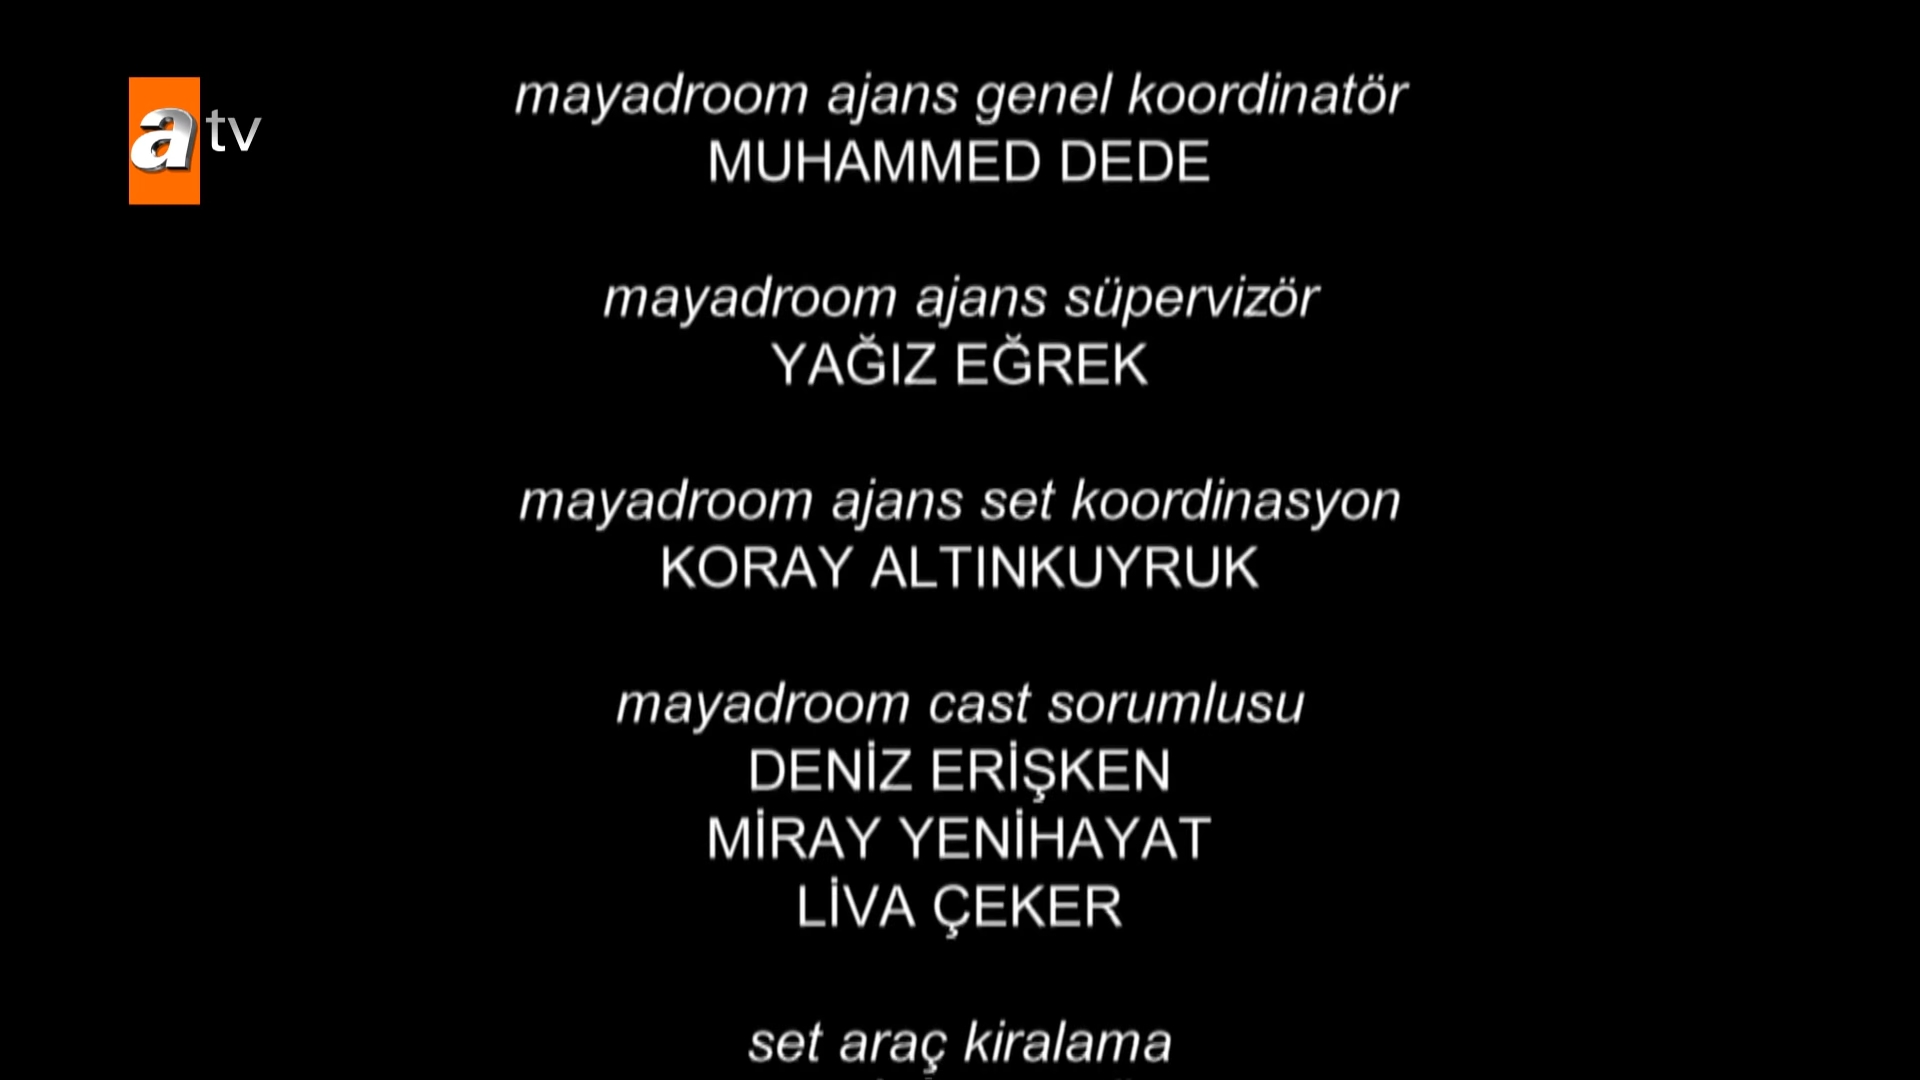 atv
mayadroom ajans genel koordinatör
MUHAMMED DEDE
mayadroom ajans süpervizör
YAĞIZ EĞREK
mayadroom ajans set koordinasyon
KORAY ALTINKUYRUK
mayadroom cast sorumlusu
DENİZ ERİŞKEN
MİRAY YENİHAYAT
LİVA ÇEKER
set araç kiralama